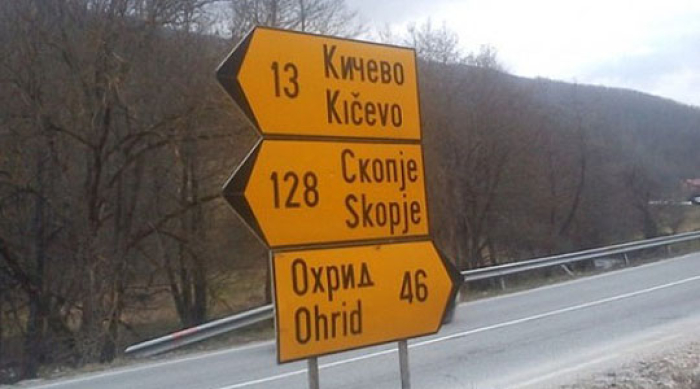 13 Кичево
Kičevo
128 Скопје
Skopje
Охрид 46
Ohrid